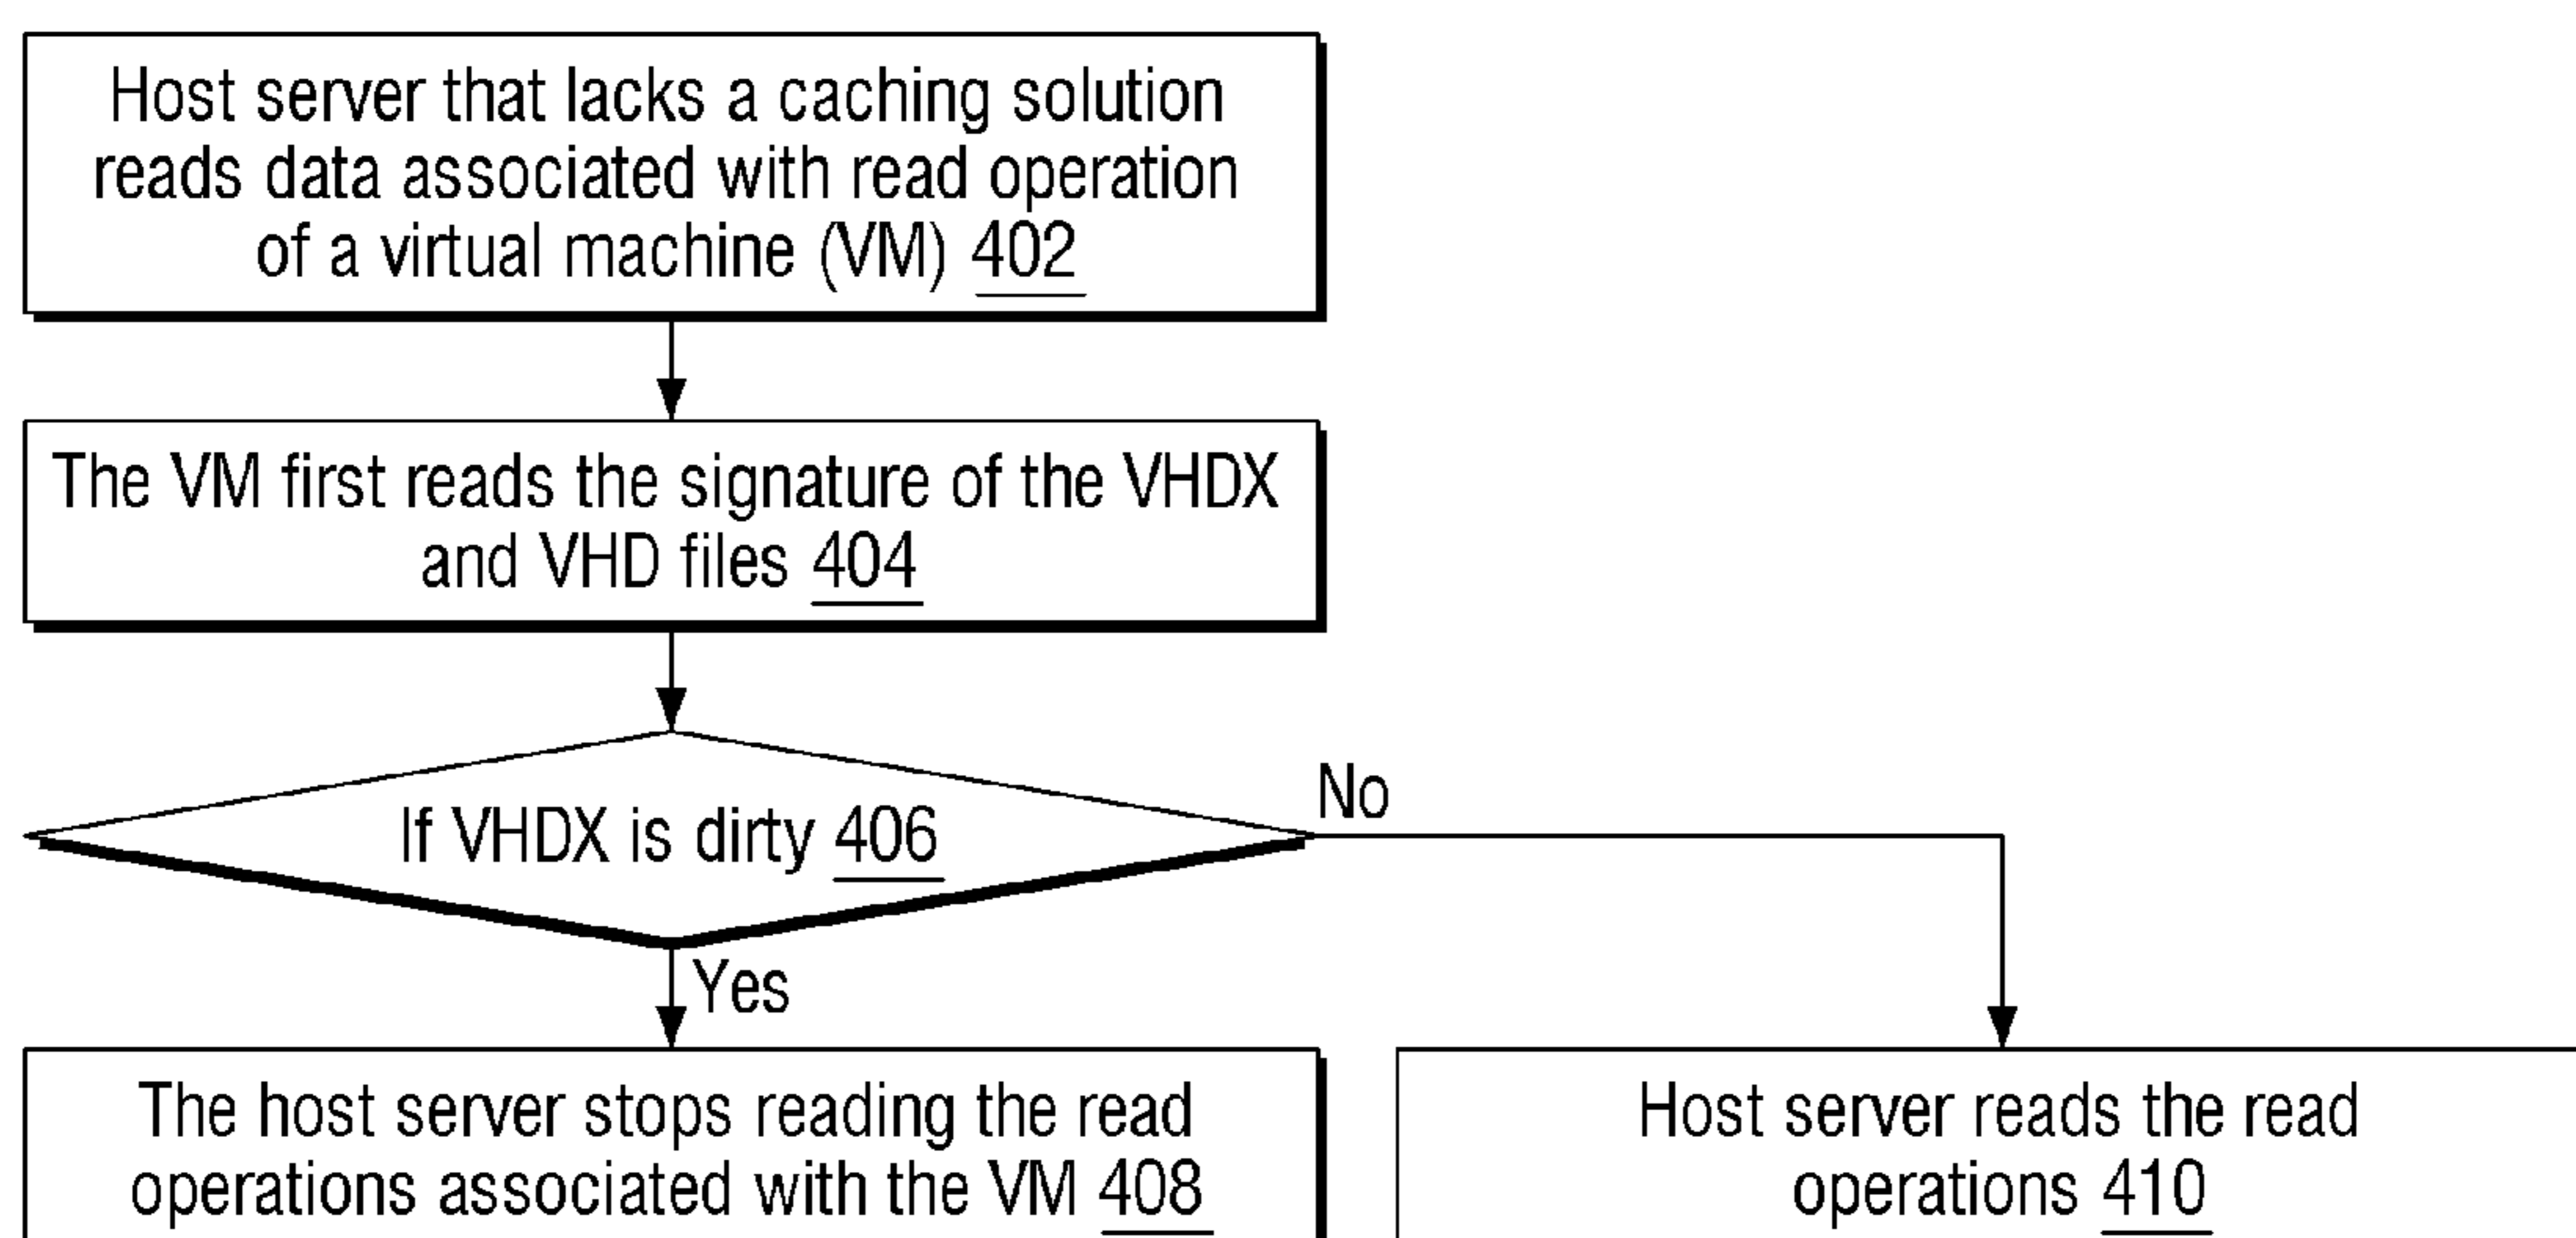 Host server that lacks a caching solution
reads data associated with read operation
of a virtual machine (VM) 402
The VM first reads the signature of the VHDX
and VHD files 404
If VHDX is dirty 406
No
Yes
The host server stops reading the read
operations associated with the VM 408
Host server reads the read
operations 410